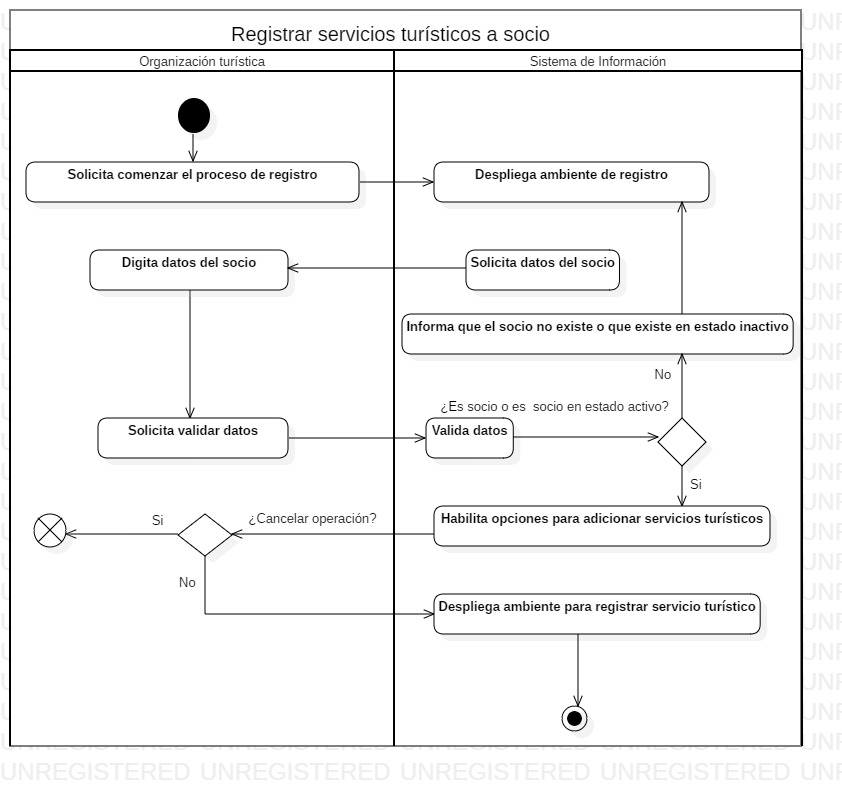 Registrar servicios turísticos a socio
Organización turística
Sistema de Información
Solicita comenzar el proceso de registro
Despliega ambiente de registro
Digita datos del socio
Solicita datos del socio
Informa que el socio no existe o que existe en estado inactivo
No
¿Es socio o es  socio en estado activo?
Solicita validar datos
Valida datos
Si
Si
¿Cancelar operación?
Habilita opciones para adicionar servicios turísticos
No
Despliega ambiente para registrar servicio turístico
UNREGISTERED UNREGISTERED UNREGISTERED UNREGISTERED